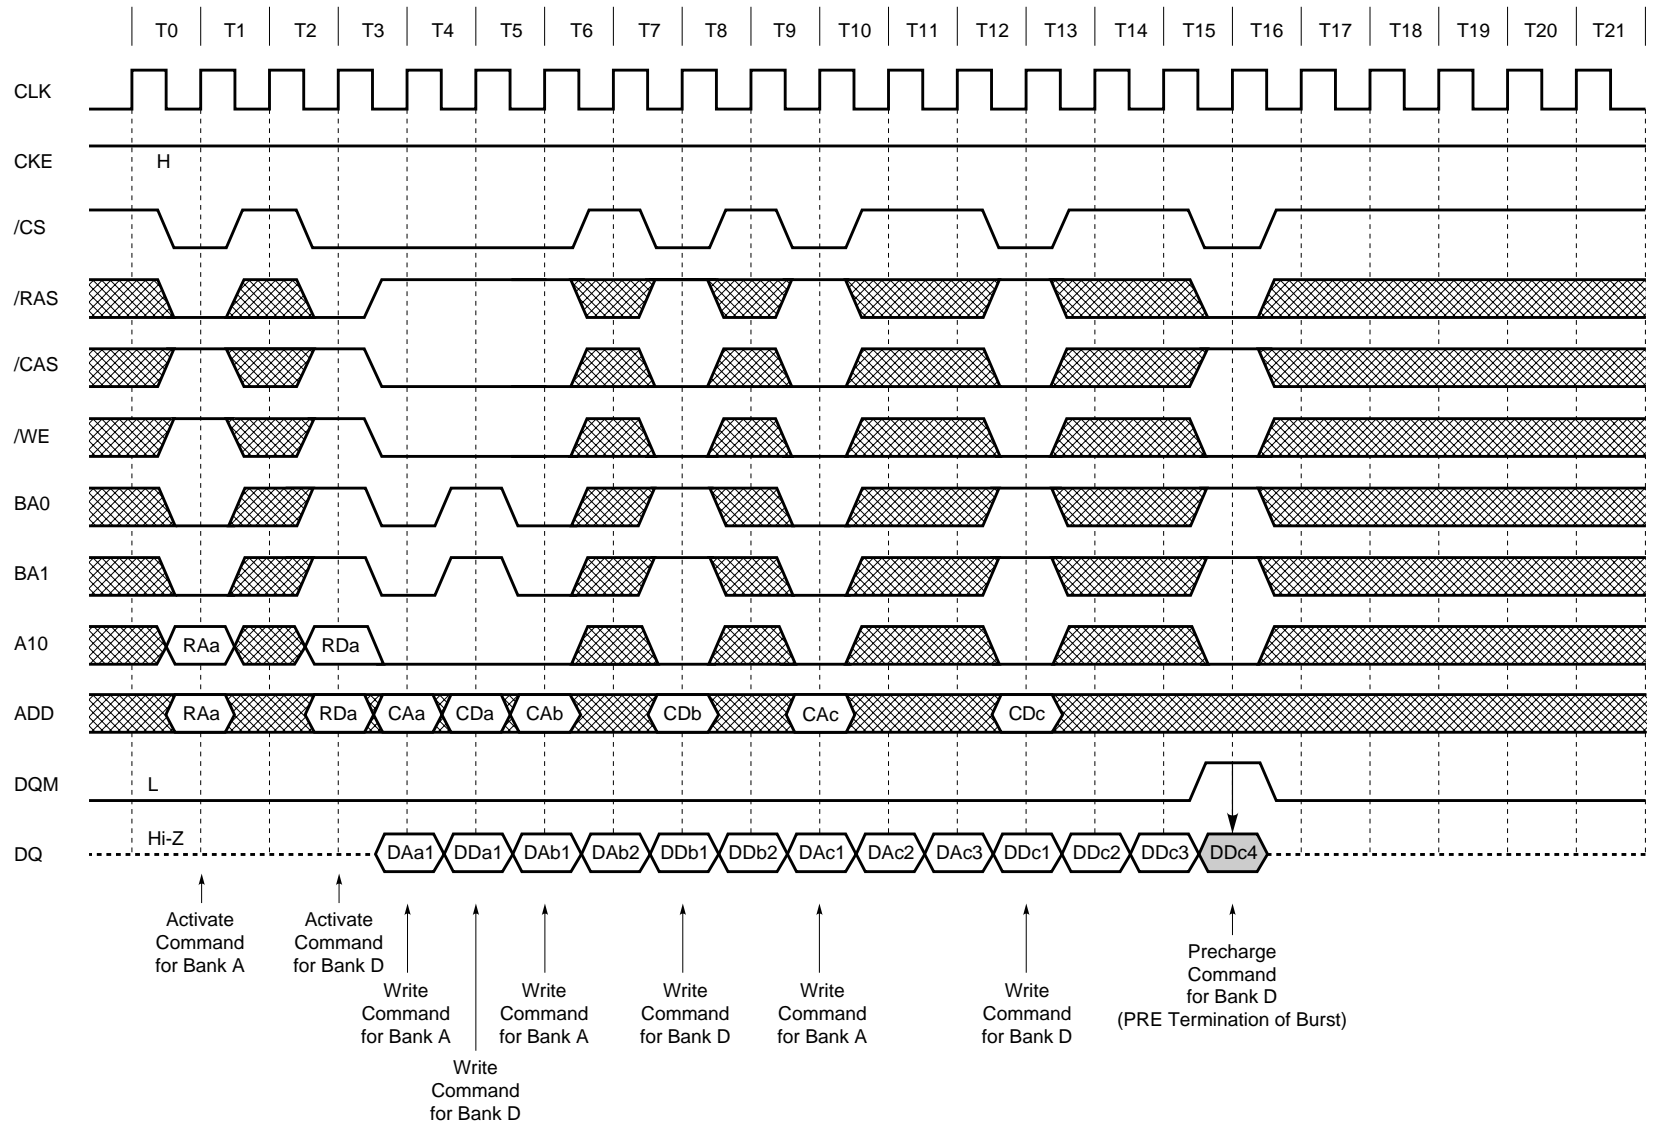 T0 T1 T2 T3 T4 T5 T6 T7 T8 T9 T10 T11 T12 T13 T14 T15 T16 T17 T18 T19 T20 T21
CLK
CKE H
/CS
/RAS
/CAS
/WE
BA0
BA1
A10 RAa RDa
ADD RAa RDa CAa CDa CAb CDb CAc CDc
DQM L
DQ Hi-Z DAa1 DDa1 DAb1 DAb2 DDb1 DDb2 DAc1 DAc2 DAc3 DDc1 DDc2 DDc3 DDc4
Activate
Command
for Bank A
Activate
Command
for Bank D
Write
Command
for Bank A
Write
Command
for Bank D
Write
Command
for Bank A
Write
Command
for Bank D
Write
Command
for Bank A
Write
Command
for Bank D
Precharge
Command
for Bank D
(PRE Termination of Burst)